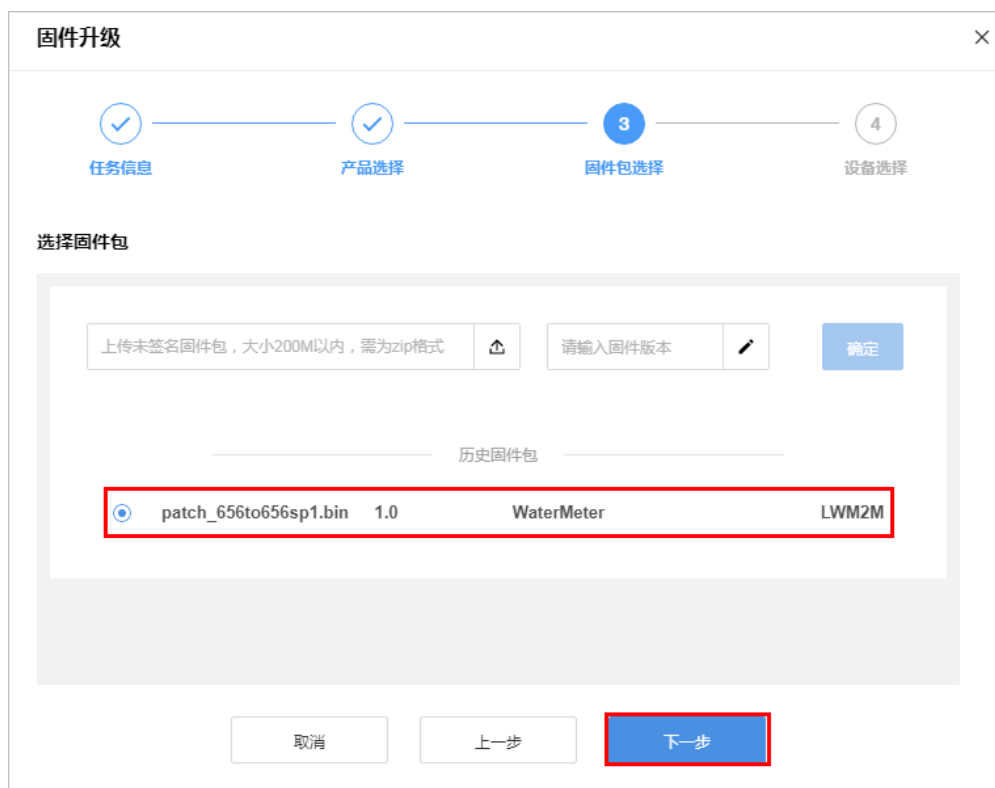 固件升级
3
4
任务信息
产品选择
固件包选择
设备选择
选择固件包
上传未签名固件包，大小200M以内，需为zip格式
请输入固件版本
确定
历史固件包
patch_656to656sp1.bin 1.0 WaterMeter LWM2M
取消
上一步
下一步